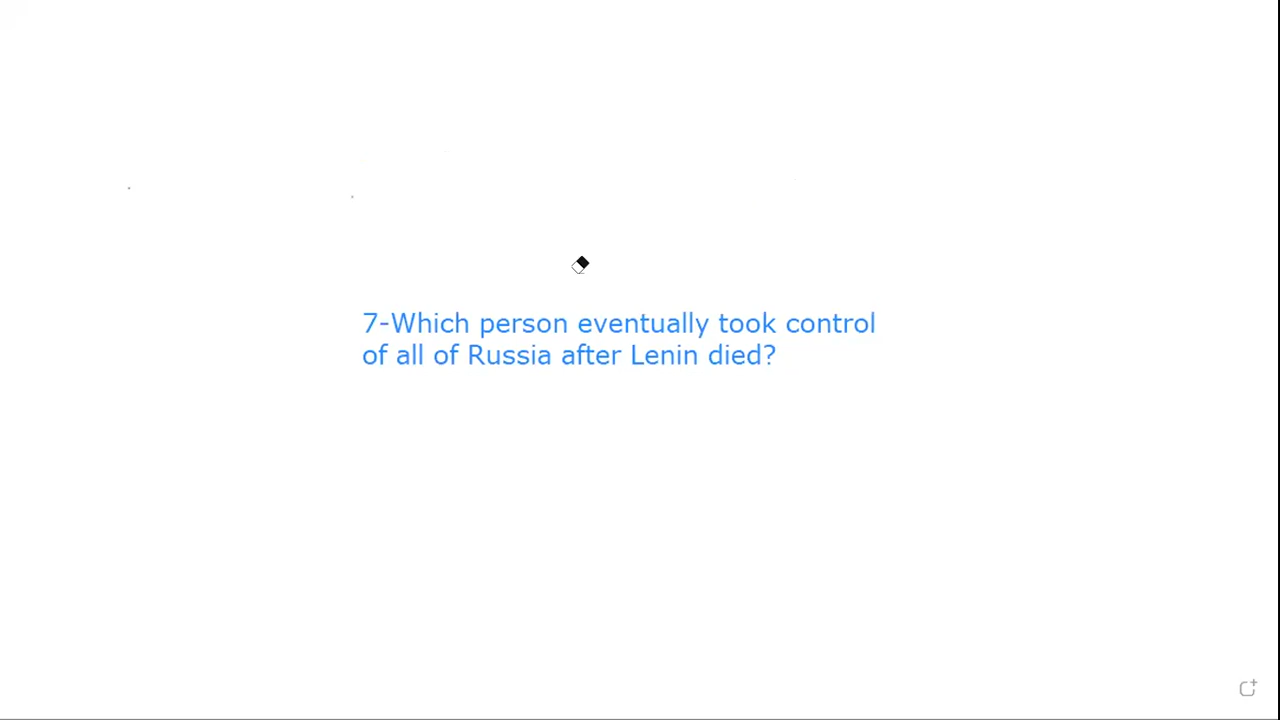 7-Which person eventually took control
of all of Russia after Lenin died?